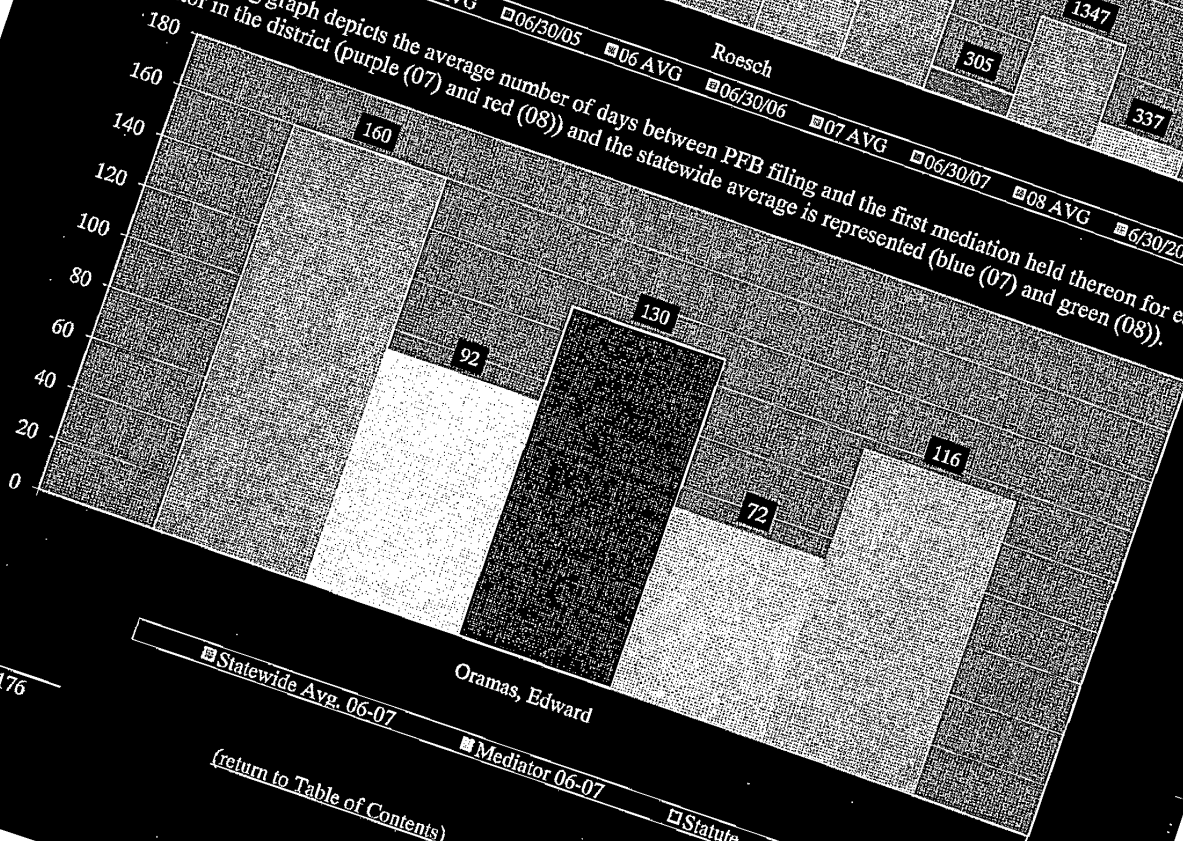 1347
305
337
Roesch
06/30/05 06 AVG 06/30/06 07 AVG 06/30/07 08 AVG
graph depicts the average number of days between PFB filing and the first mediation held thereon for
in the district (purple (07) and red (08)) and the statewide average is represented (blue (07) and green (08)).
180
160
140
120
100
80
60
40
20
0
160
92
130
72
116
Oramas, Edward
Statewide Avg. 06-07 Mediator 06-07 Statute
176
(return to Table of Contents)